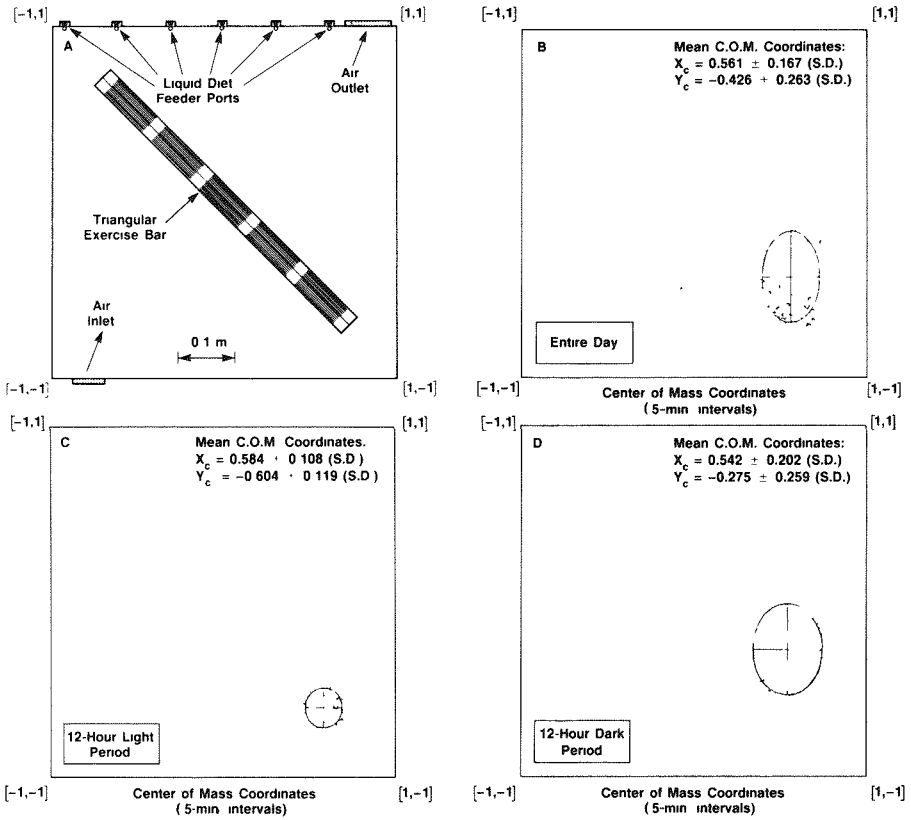 [-1,1]
[1,1]
A
Liquid Diet
Feeder Ports
Air
Outlet
Triangular
Exercise Bar
Air
Inlet
0 1 m
[-1,-1]
[1,-1]
[-1,1]
[1,1]
B
Mean C.O.M. Coordinates:
Xc = 0.561 ± 0.167 (S.D.)
Yc = -0.426 + 0.263 (S.D.)
Entire Day
[-1,-1]
[1,-1]
Center of Mass Coordinates
(5-min intervals)
[-1,1]
[1,1]
C
Mean C.O.M Coordinates.
Xc = 0.584 · 0 108 (S.D )
Yc = -0 604 · 0 119 (S.D )
12-Hour Light
Period
[-1,-1]
[1,-1]
Center of Mass Coordinates
(5-min intervals)
[-1,1]
[1,1]
D
Mean C.O.M. Coordinates:
Xc = 0.542 ± 0.202 (S.D.)
Yc = -0.275 ± 0.259 (S.D.)
12-Hour Dark
Period
[-1,-1]
[1,-1]
Center of Mass Coordinates
(5-min intervals)